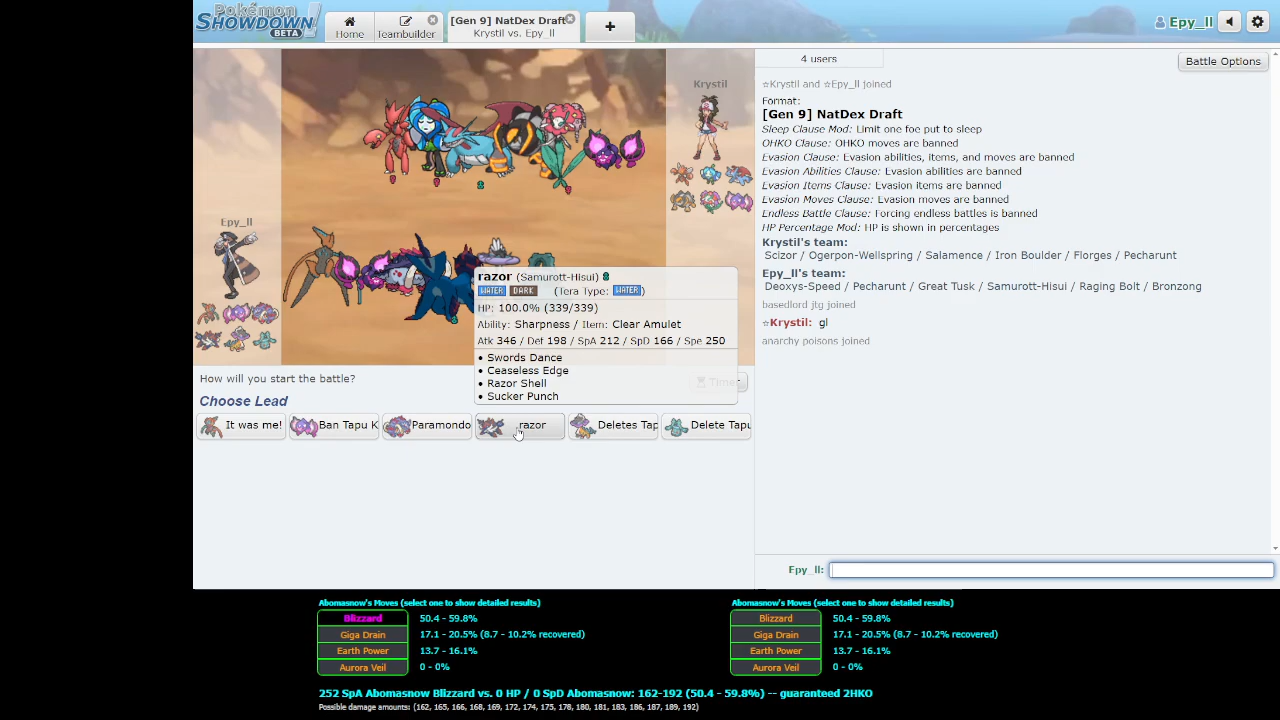 Pokémon
SHOWDOWN!
BETA
Home
Teambuilder
[Gen 9] NatDex Draft
Krystil vs. Epy_ll
+
Epy_ll
Krystil
Epy_ll
4 users
Battle Options
☆Krystil and ☆Epy_ll joined
Format:
[Gen 9] NatDex Draft
Sleep Clause Mod: Limit one foe put to sleep
OHKO Clause: OHKO moves are banned
Evasion Clause: Evasion abilities, items, and moves are banned
Evasion Abilities Clause: Evasion abilities are banned
Evasion Items Clause: Evasion items are banned
Evasion Moves Clause: Evasion moves are banned
Endless Battle Clause: Forcing endless battles is banned
HP Percentage Mod: HP is shown in percentages
Krystil's team:
Scizor / Ogerpon-Wellspring / Salamence / Iron Boulder / Florges / Pecharunt
Epy_ll's team:
Deoxys-Speed / Pecharunt / Great Tusk / Samurott-Hisui / Raging Bolt / Bronzong
basedlord jtg joined
☆Krystil: gl
anarchy poisons joined
razor (Samurott-Hisui)
WATER DARK (Tera Type: WATER)
HP: 100.0% (339/339)
Ability: Sharpness / Item: Clear Amulet
Atk 346 / Def 198 / SpA 212 / SpD 166 / Spe 250
• Swords Dance
• Ceaseless Edge
• Razor Shell
• Sucker Punch
How will you start the battle?
Timer
Choose Lead
It was me!
Ban Tapu K
Paramondo
razor
Deletes Tap
Delete Tapu
Epy_ll:
Abomasnow's Moves (select one to show detailed results)
Blizzard 50.4 - 59.8%
Giga Drain 17.1 - 20.5% (8.7 - 10.2% recovered)
Earth Power 13.7 - 16.1%
Aurora Veil 0 - 0%
Abomasnow's Moves (select one to show detailed results)
Blizzard 50.4 - 59.8%
Giga Drain 17.1 - 20.5% (8.7 - 10.2% recovered)
Earth Power 13.7 - 16.1%
Aurora Veil 0 - 0%
252 SpA Abomasnow Blizzard vs. 0 HP / 0 SpD Abomasnow: 162-192 (50.4 - 59.8%) -- guaranteed 2HKO
Possible damage amounts: (162, 165, 166, 168, 169, 172, 174, 175, 178, 180, 181, 183, 186, 187, 189, 192)